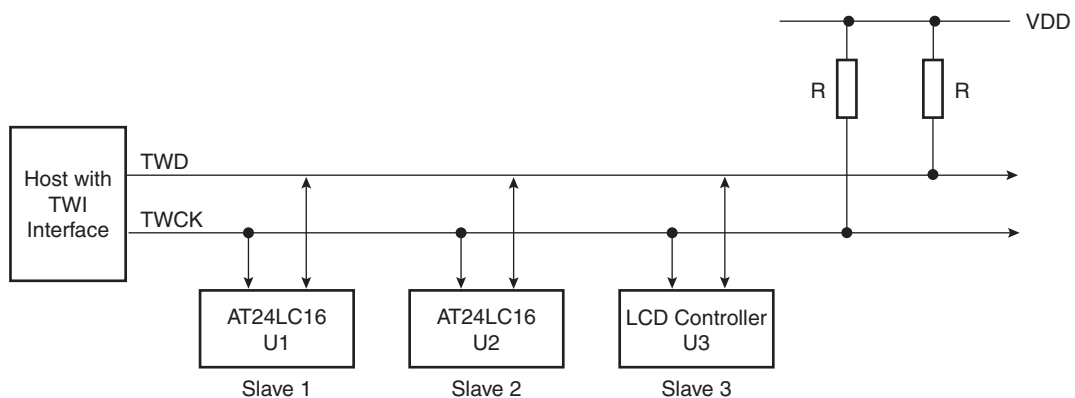 VDD
R
R
Host with
TWI
Interface
TWD
TWCK
AT24LC16
U1
Slave 1
AT24LC16
U2
Slave 2
LCD Controller
U3
Slave 3